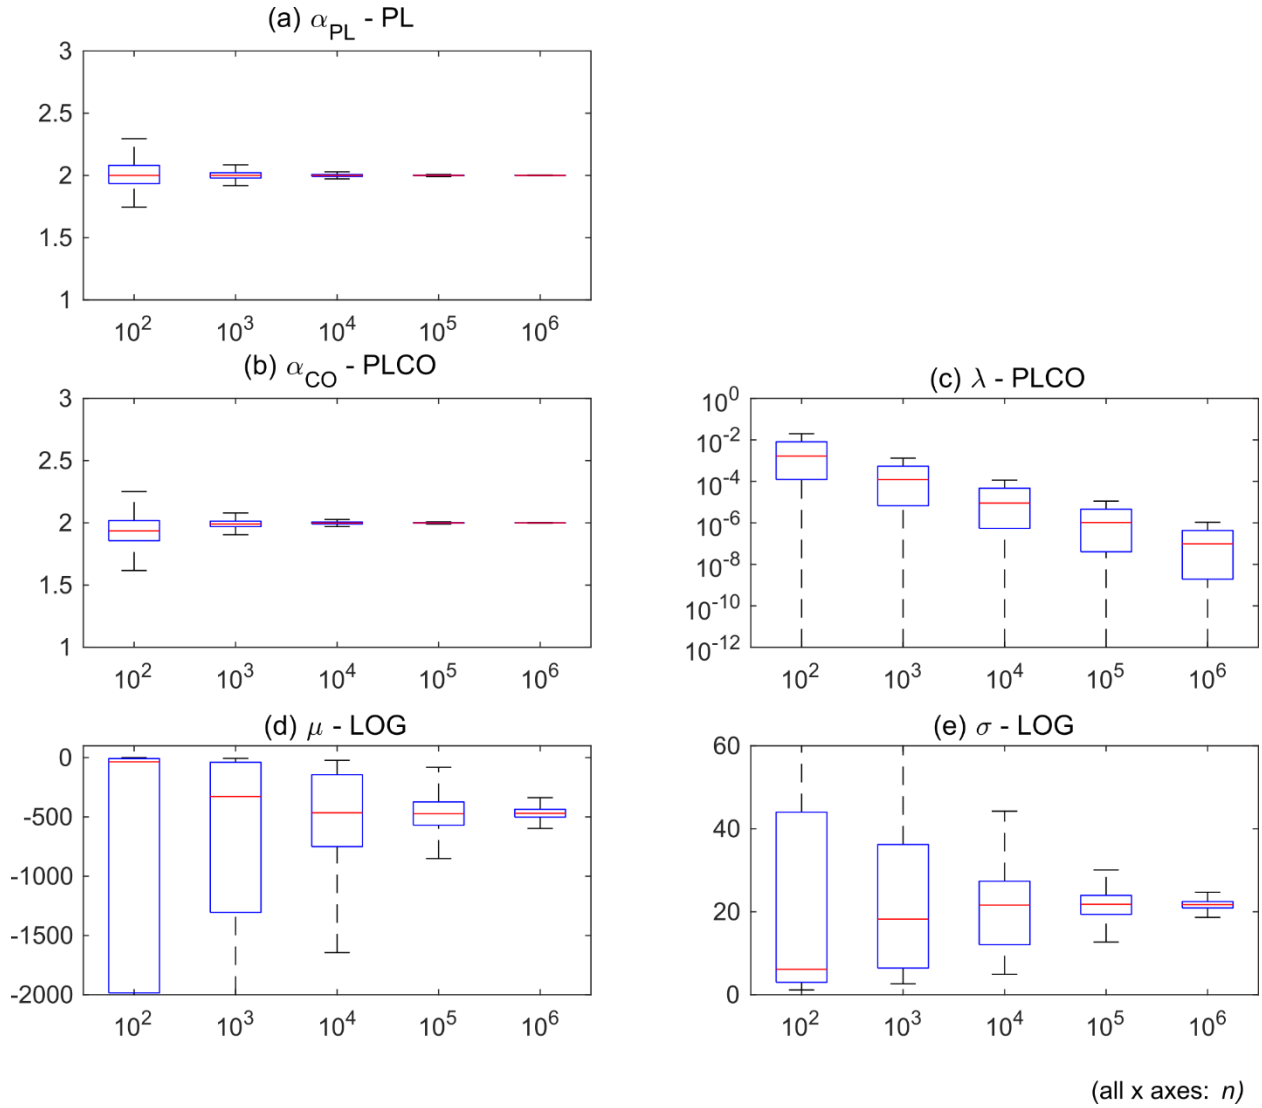 (a) α_PL - PL
3
2.5
2
1.5
1
10^2 10^3 10^4 10^5 10^6
(b) α_CO - PLCO
3
2.5
2
1.5
1
10^2 10^3 10^4 10^5 10^6
(c) λ - PLCO
10^0
10^-2
10^-4
10^-6
10^-8
10^-10
10^-12
10^2 10^3 10^4 10^5 10^6
(d) μ - LOG
0
-500
-1000
-1500
-2000
10^2 10^3 10^4 10^5 10^6
(e) σ - LOG
60
40
20
0
10^2 10^3 10^4 10^5 10^6
(all x axes: n)